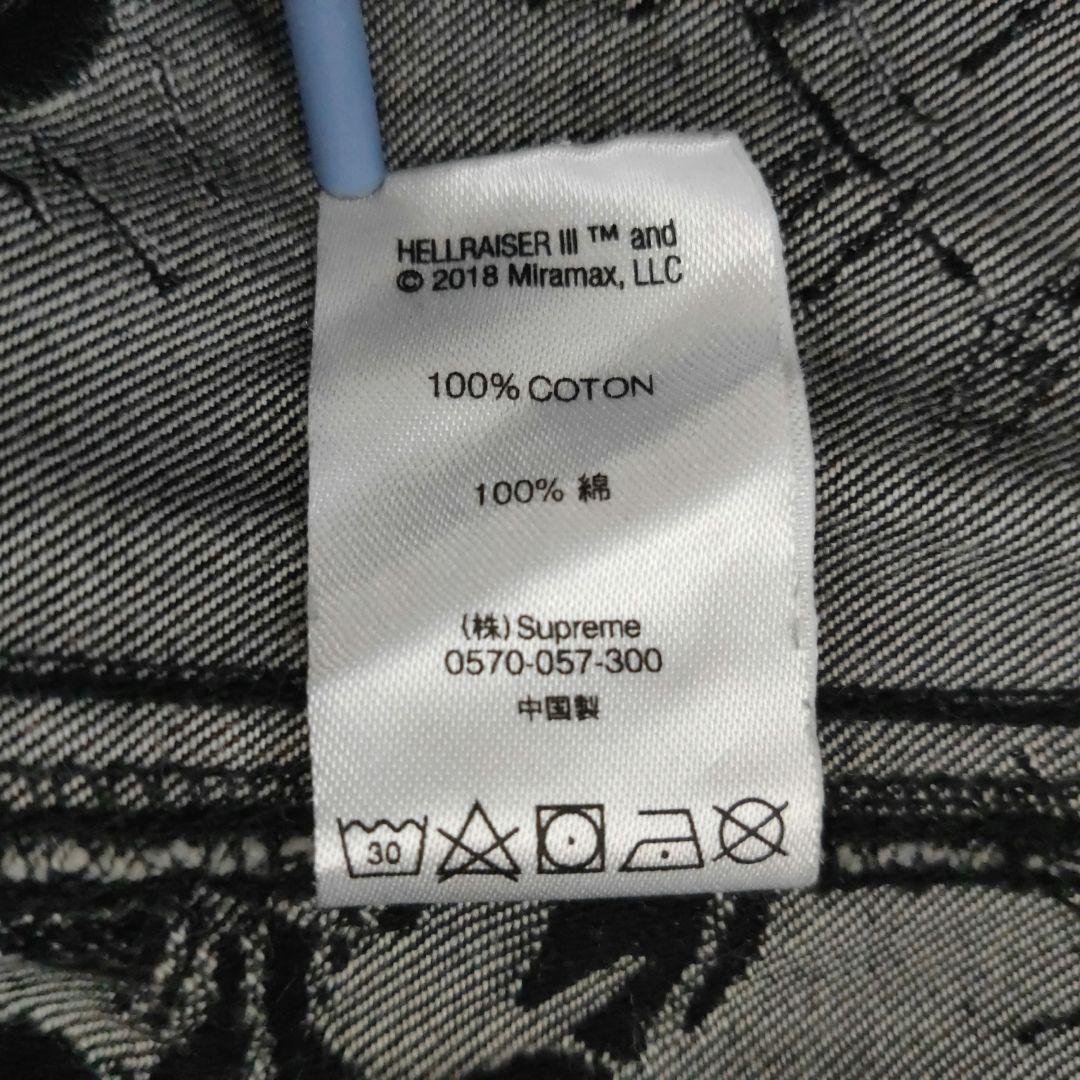 HELLRAISER III ™ and
© 2018 Miramax, LLC
100% COTON
100% 綿
(株) Supreme
0570-057-300
中国製
30